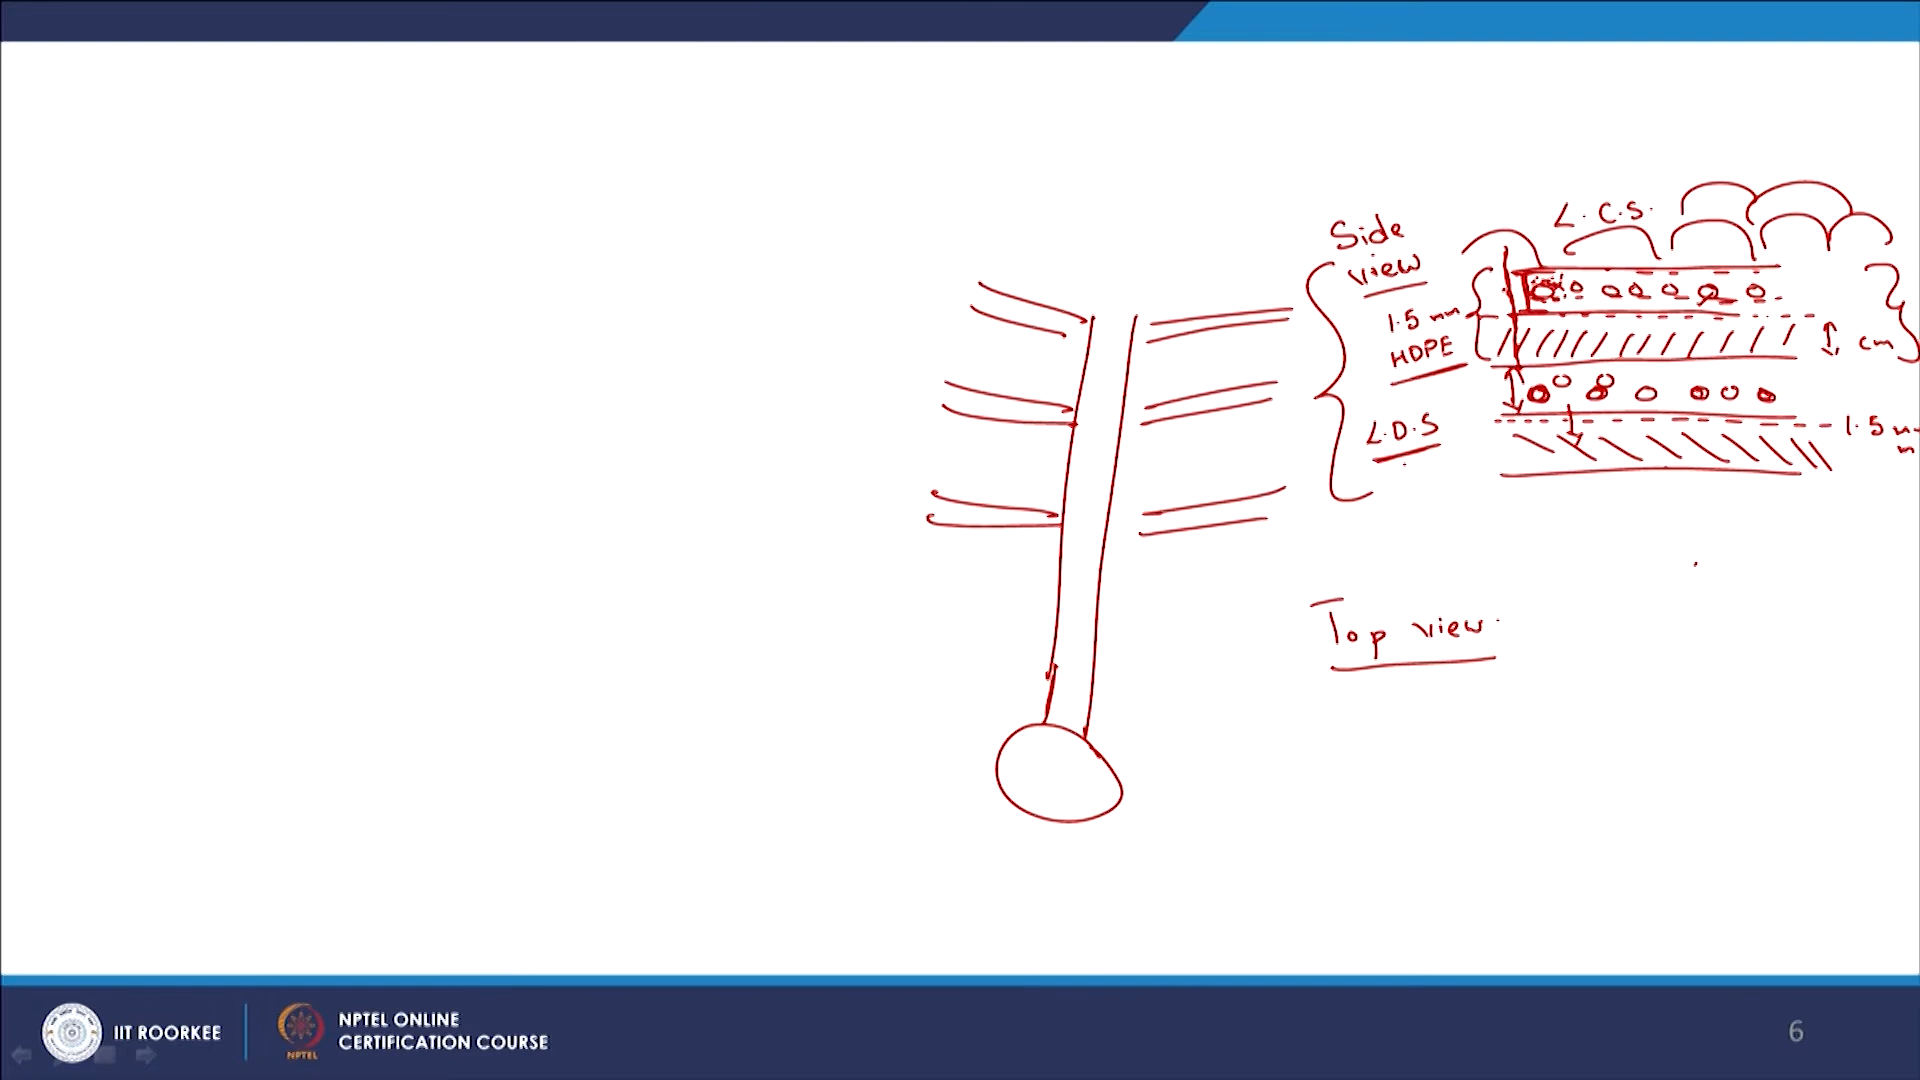 Side
view
L.C.S.
1.5 mm
HDPE
cm
L.D.S
1.5 m
m
Top view.
IIT ROORKEE
NPTEL
NPTEL ONLINE
CERTIFICATION COURSE
6